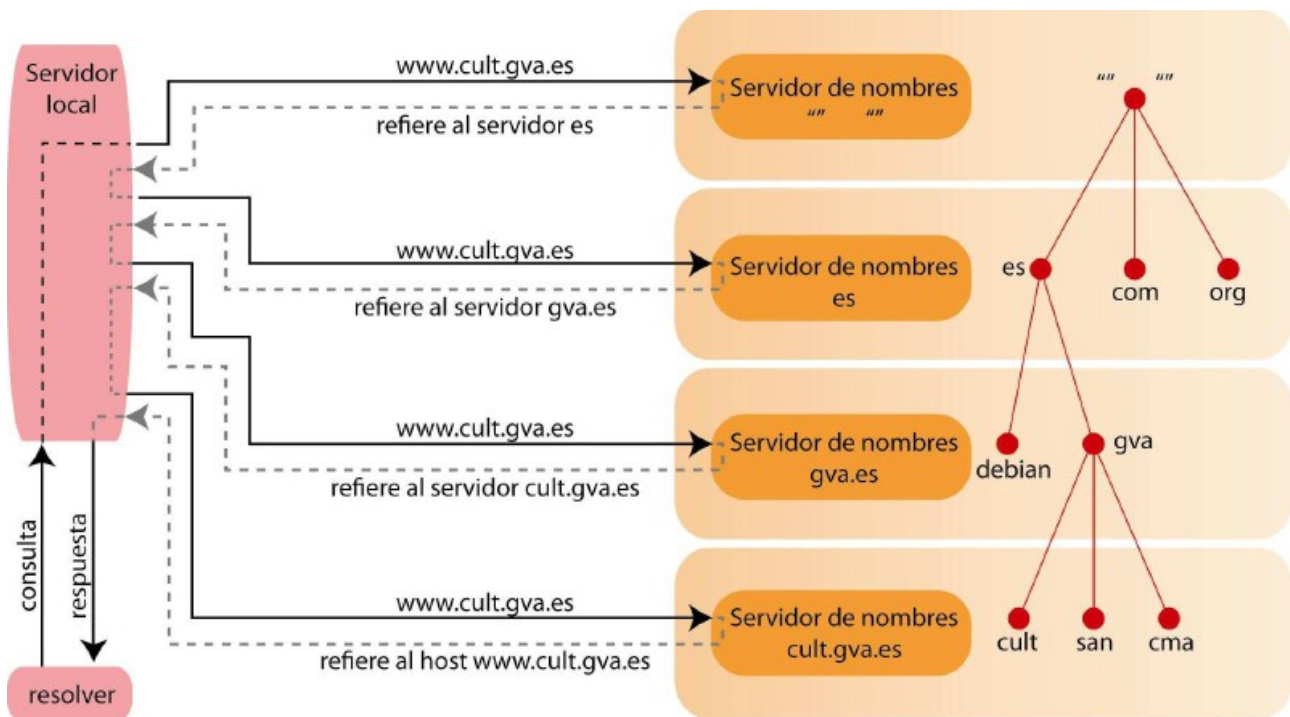 Servidor
local
www.cult.gva.es
refiere al servidor es
Servidor de nombres
“” “”
“” “”
www.cult.gva.es
refiere al servidor gva.es
Servidor de nombres
es
es
com
org
www.cult.gva.es
refiere al servidor cult.gva.es
Servidor de nombres
gva.es
debian
gva
consulta
respuesta
www.cult.gva.es
refiere al host www.cult.gva.es
Servidor de nombres
cult.gva.es
cult
san
cma
resolver